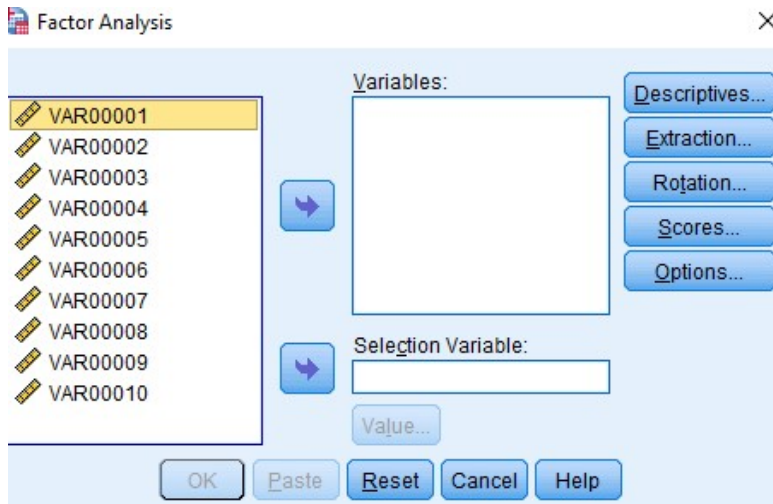 Factor Analysis
VAR00001
VAR00002
VAR00003
VAR00004
VAR00005
VAR00006
VAR00007
VAR00008
VAR00009
VAR00010
Variables:
Selection Variable:
Value...
Descriptives...
Extraction...
Rotation...
Scores...
Options...
OK Paste Reset Cancel Help